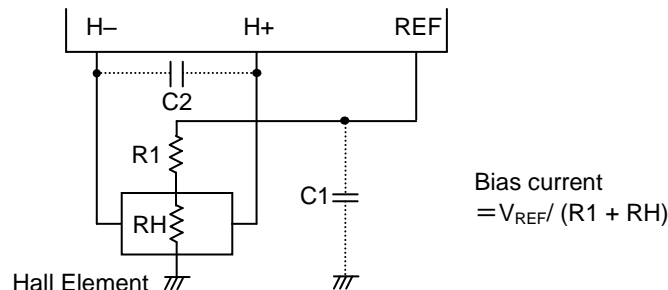 H– H+ REF
C2
R1
C1
RH
Hall Element
Bias current
=VREF/ (R1 + RH)